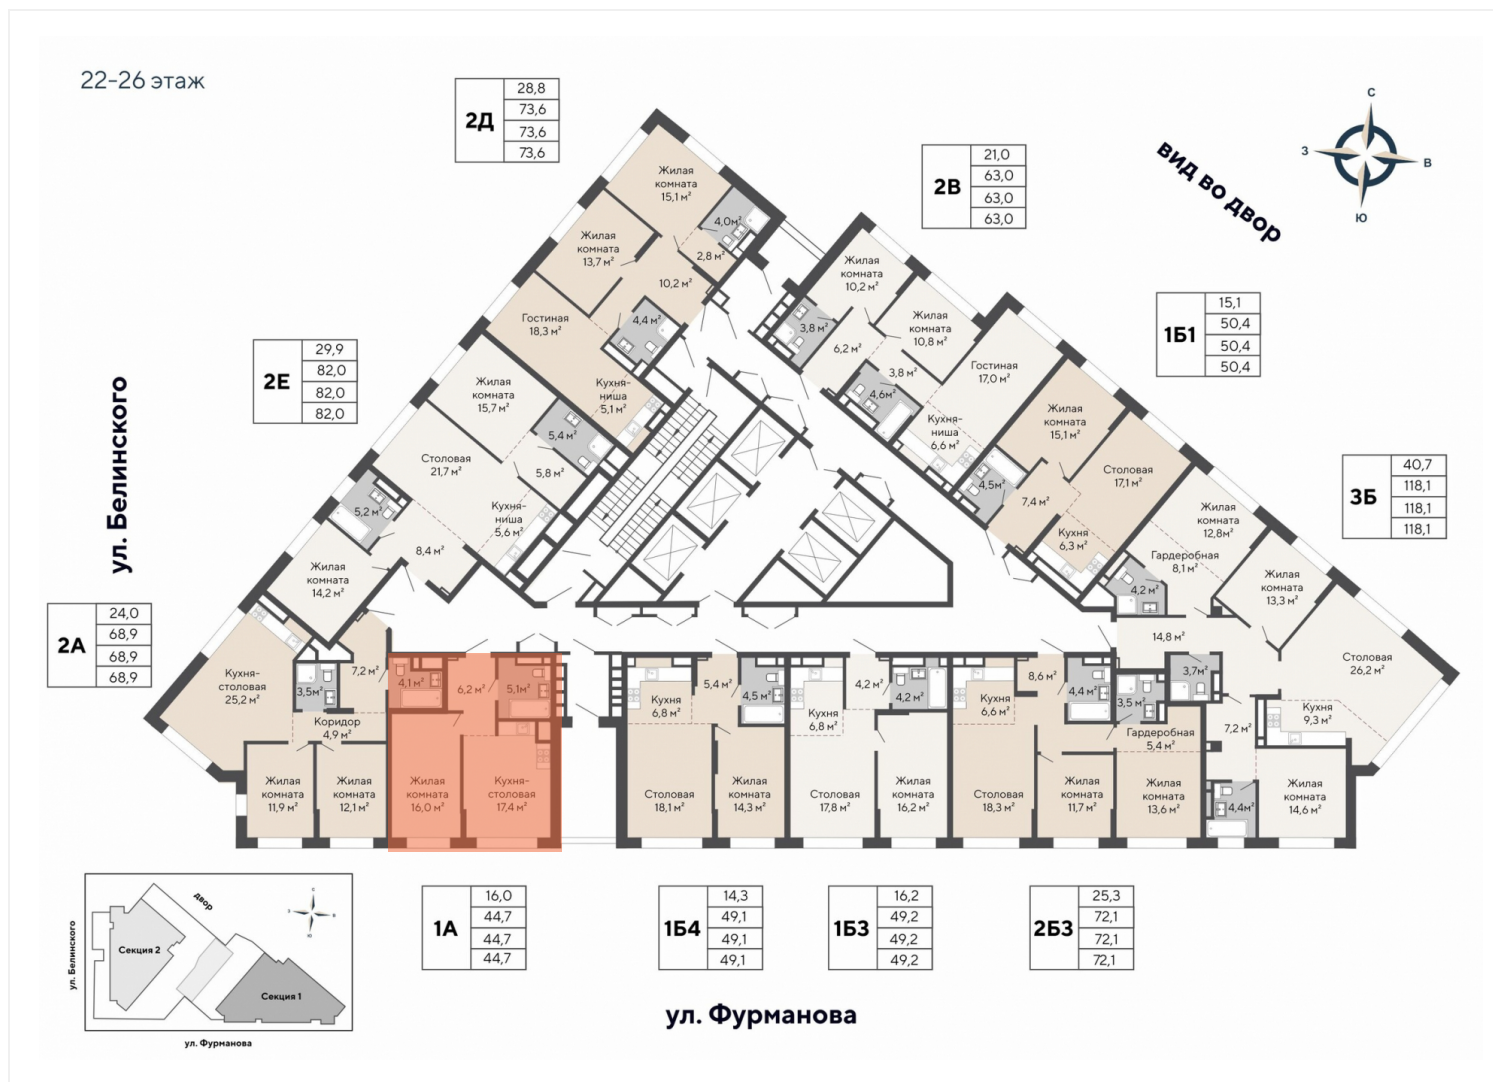 22-26 этаж
2Д
28,8
73,6
73,6
73,6
2В
21,0
63,0
63,0
63,0
вид во двор
С
З
В
Ю
1Б1
15,1
50,4
50,4
50,4
2Е
29,9
82,0
82,0
82,0
ул. Белинского
3Б
40,7
118,1
118,1
118,1
2А
24,0
68,9
68,9
68,9
Жилая
комната
15,1 м²
4,0м²
Жилая
комната
13,7 м²
2,8 м²
10,2 м²
Гостиная
18,3 м²
4,4 м²
Кухня-
ниша
5,1 м²
Жилая
комната
15,7 м²
5,4 м²
Столовая
21,7 м²
5,8 м²
Кухня-
ниша
5,6 м²
5,2 м²
8,4 м²
Жилая
комната
14,2 м²
Жилая
комната
10,2 м²
3,8 м²
6,2 м²
Жилая
комната
10,8 м²
3,8 м²
4,6м²
Гостиная
17,0 м²
Кухня-
ниша
6,6 м²
Жилая
комната
15,1 м²
Столовая
17,1 м²
4,5м²
7,4 м²
Кухня
6,3 м²
Жилая
комната
12,8м²
Гардеробная
8,1 м²
4,2 м²
Жилая
комната
13,3 м²
14,8 м²
Столовая
26,2 м²
3,7м²
Кухня
9,3 м²
7,2 м²
4,4м²
Жилая
комната
14,6 м²
Кухня-
столовая
25,2 м²
3,5м²
7,2 м²
Коридор
4,9 м²
Жилая
комната
11,9 м²
Жилая
комната
12,1 м²
4,1 м²
6,2 м²
5,1м²
Жилая
комната
16,0 м²
Кухня-
столовая
17,4 м²
Кухня
6,8 м²
5,4 м²
4,5 м²
Столовая
18,1 м²
Жилая
комната
14,3 м²
Кухня
6,8 м²
4,2 м²
4,2 м²
Столовая
17,8 м²
Жилая
комната
16,2 м²
Кухня
6,6 м²
8,6 м²
4,4 м²
Столовая
18,3 м²
Жилая
комната
11,7 м²
3,5 м²
Гардеробная
5,4 м²
Жилая
комната
13,6 м²
1А
16,0
44,7
44,7
44,7
1Б4
14,3
49,1
49,1
49,1
1Б3
16,2
49,2
49,2
49,2
2Б3
25,3
72,1
72,1
72,1
ул. Фурманова
двор
ул. Белинского
Секция 2
Секция 1
С
З
В
Ю
ул. Фурманова